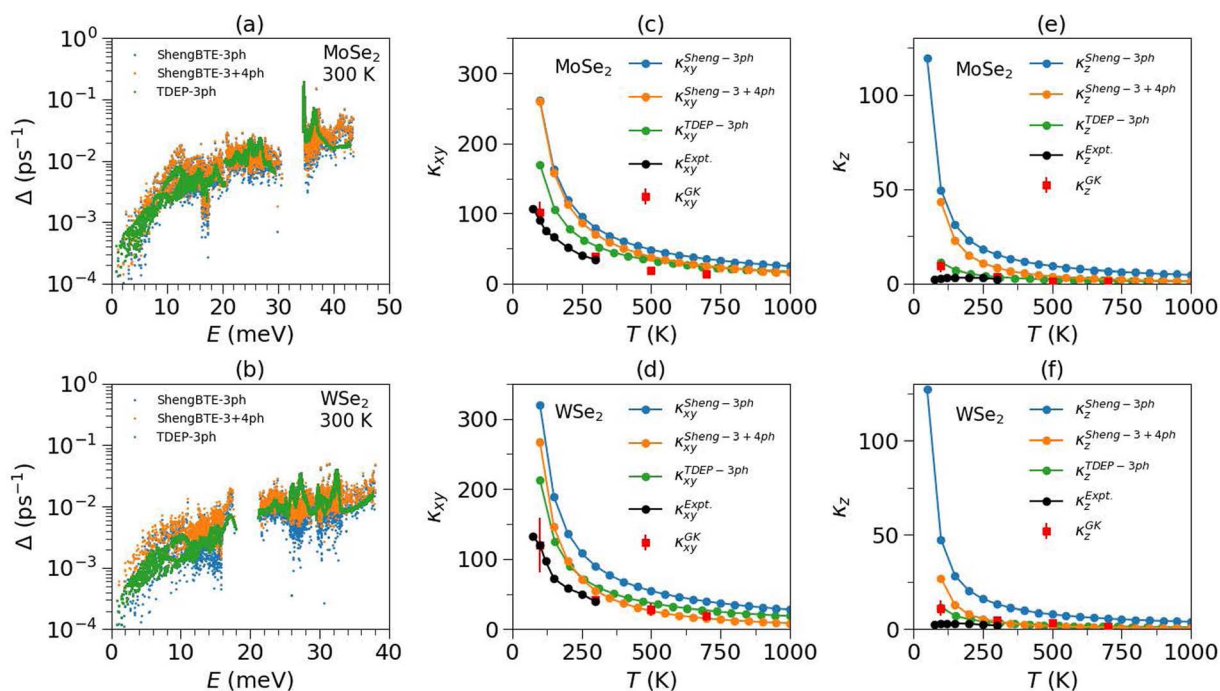 (a)
10⁰
10⁻¹
10⁻²
10⁻³
10⁻⁴
Δ (ps⁻¹)
ShengBTE-3ph
ShengBTE-3+4ph
TDEP-3ph
MoSe₂
300 K
0 10 20 30 40 50
E (meV)
(c)
300
200
100
0
κxy
MoSe₂
κxy^Sheng−3ph
κxy^Sheng−3+4ph
κxy^TDEP−3ph
κxy^Expt.
κxy^GK
0 250 500 750 1000
T (K)
(e)
100
50
0
κz
MoSe₂
κz^Sheng−3ph
κz^Sheng−3+4ph
κz^TDEP−3ph
κz^Expt.
κz^GK
0 250 500 750 1000
T (K)
(b)
10⁰
10⁻¹
10⁻²
10⁻³
10⁻⁴
Δ (ps⁻¹)
ShengBTE-3ph
ShengBTE-3+4ph
TDEP-3ph
WSe₂
300 K
0 10 20 30 40
E (meV)
(d)
300
200
100
0
κxy
WSe₂
κxy^Sheng−3ph
κxy^Sheng−3+4ph
κxy^TDEP−3ph
κxy^Expt.
κxy^GK
0 250 500 750 1000
T (K)
(f)
100
50
0
κz
WSe₂
κz^Sheng−3ph
κz^Sheng−3+4ph
κz^TDEP−3ph
κz^Expt.
κz^GK
0 250 500 750 1000
T (K)